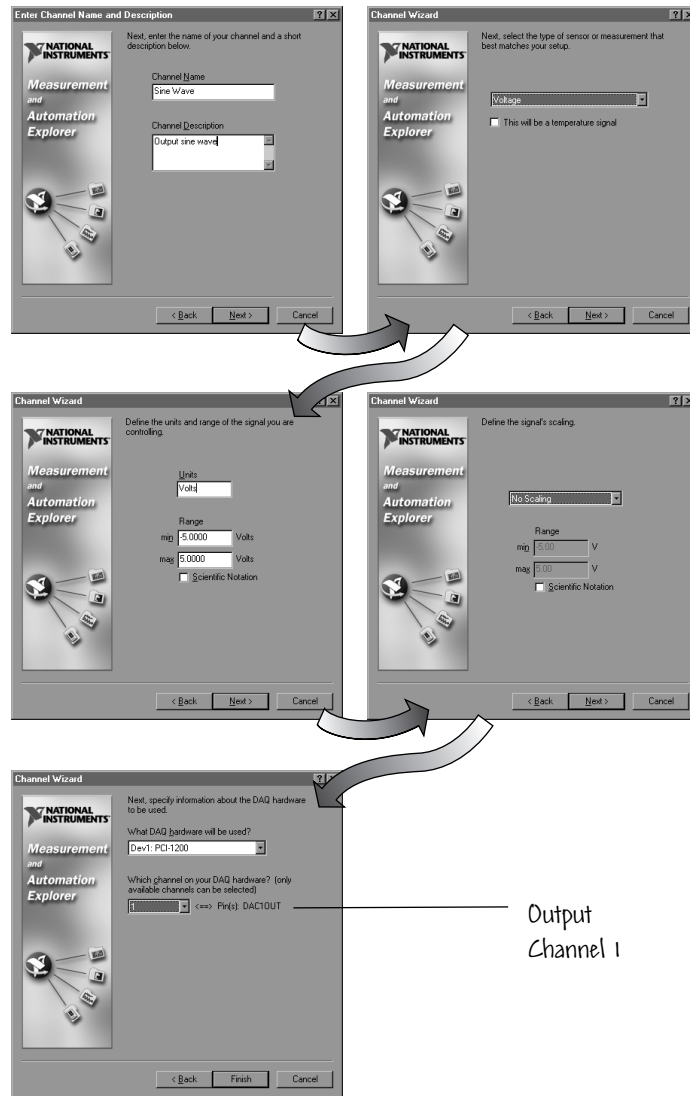 Enter Channel Name and Description
NATIONAL
INSTRUMENTS
Measurement
and
Automation
Explorer
Next, enter the name of your channel and a short
description below.
Channel Name
Sine Wave
Channel Description
Output sine wave
< Back Next > Cancel
Channel Wizard
NATIONAL
INSTRUMENTS
Measurement
and
Automation
Explorer
Next, select the type of sensor or measurement that
best matches your setup.
Voltage
This will be a temperature signal
< Back Next > Cancel
Channel Wizard
NATIONAL
INSTRUMENTS
Measurement
and
Automation
Explorer
Define the units and range of the signal you are
controlling.
Units
Volts
Range
min -5.0000 Volts
max 5.0000 Volts
Scientific Notation
< Back Next > Cancel
Channel Wizard
NATIONAL
INSTRUMENTS
Measurement
and
Automation
Explorer
Define the signal's scaling.
No Scaling
Range
min -5.00 V
max 5.00 V
Scientific Notation
< Back Next > Cancel
Channel Wizard
NATIONAL
INSTRUMENTS
Measurement
and
Automation
Explorer
Next, specify information about the DAQ hardware
to be used.
What DAQ hardware will be used?
Dev1: PCI-1200
Which channel on your DAQ hardware? (only
available channels can be selected)
1 <==> Pin(s): DAC1OUT
< Back Finish Cancel
Output
Channel 1